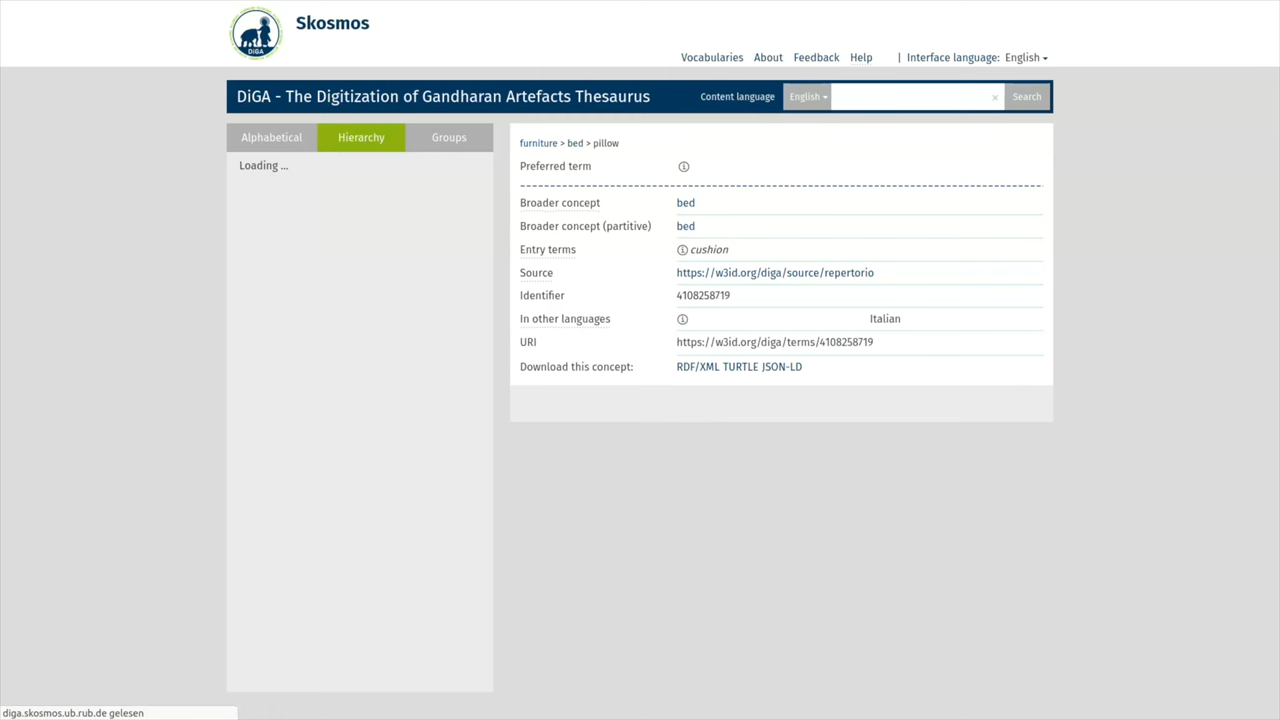 DiGA
Skosmos
Vocabularies About Feedback Help | Interface language: English
DiGA - The Digitization of Gandharan Artefacts Thesaurus Content language English × Search
Alphabetical Hierarchy Groups
Loading ...
furniture > bed > pillow
Preferred term
Broader concept bed
Broader concept (partitive) bed
Entry terms cushion
Source https://w3id.org/diga/source/repertorio
Identifier 4108258719
In other languages Italian
URI https://w3id.org/diga/terms/4108258719
Download this concept: RDF/XML TURTLE JSON-LD
diga.skosmos.ub.rub.de gelesen